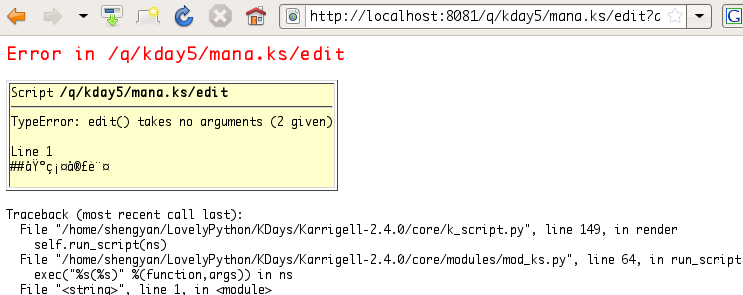 http://localhost:8081/q/kday5/mana.ks/edit?c
Error in /q/kday5/mana.ks/edit
Script /q/kday5/mana.ks/edit
TypeError: edit() takes no arguments (2 given)
Line 1
Traceback (most recent call last):
File "/home/shengyan/LovelyPython/KDays/Karrigell-2.4.0/core/k_script.py", line 149, in render
self.run_script(ns)
File "/home/shengyan/LovelyPython/KDays/Karrigell-2.4.0/core/modules/mod_ks.py", line 64, in run_script
exec("%s(%s)" %(function,args)) in ns
File "<string>", line 1, in <module>